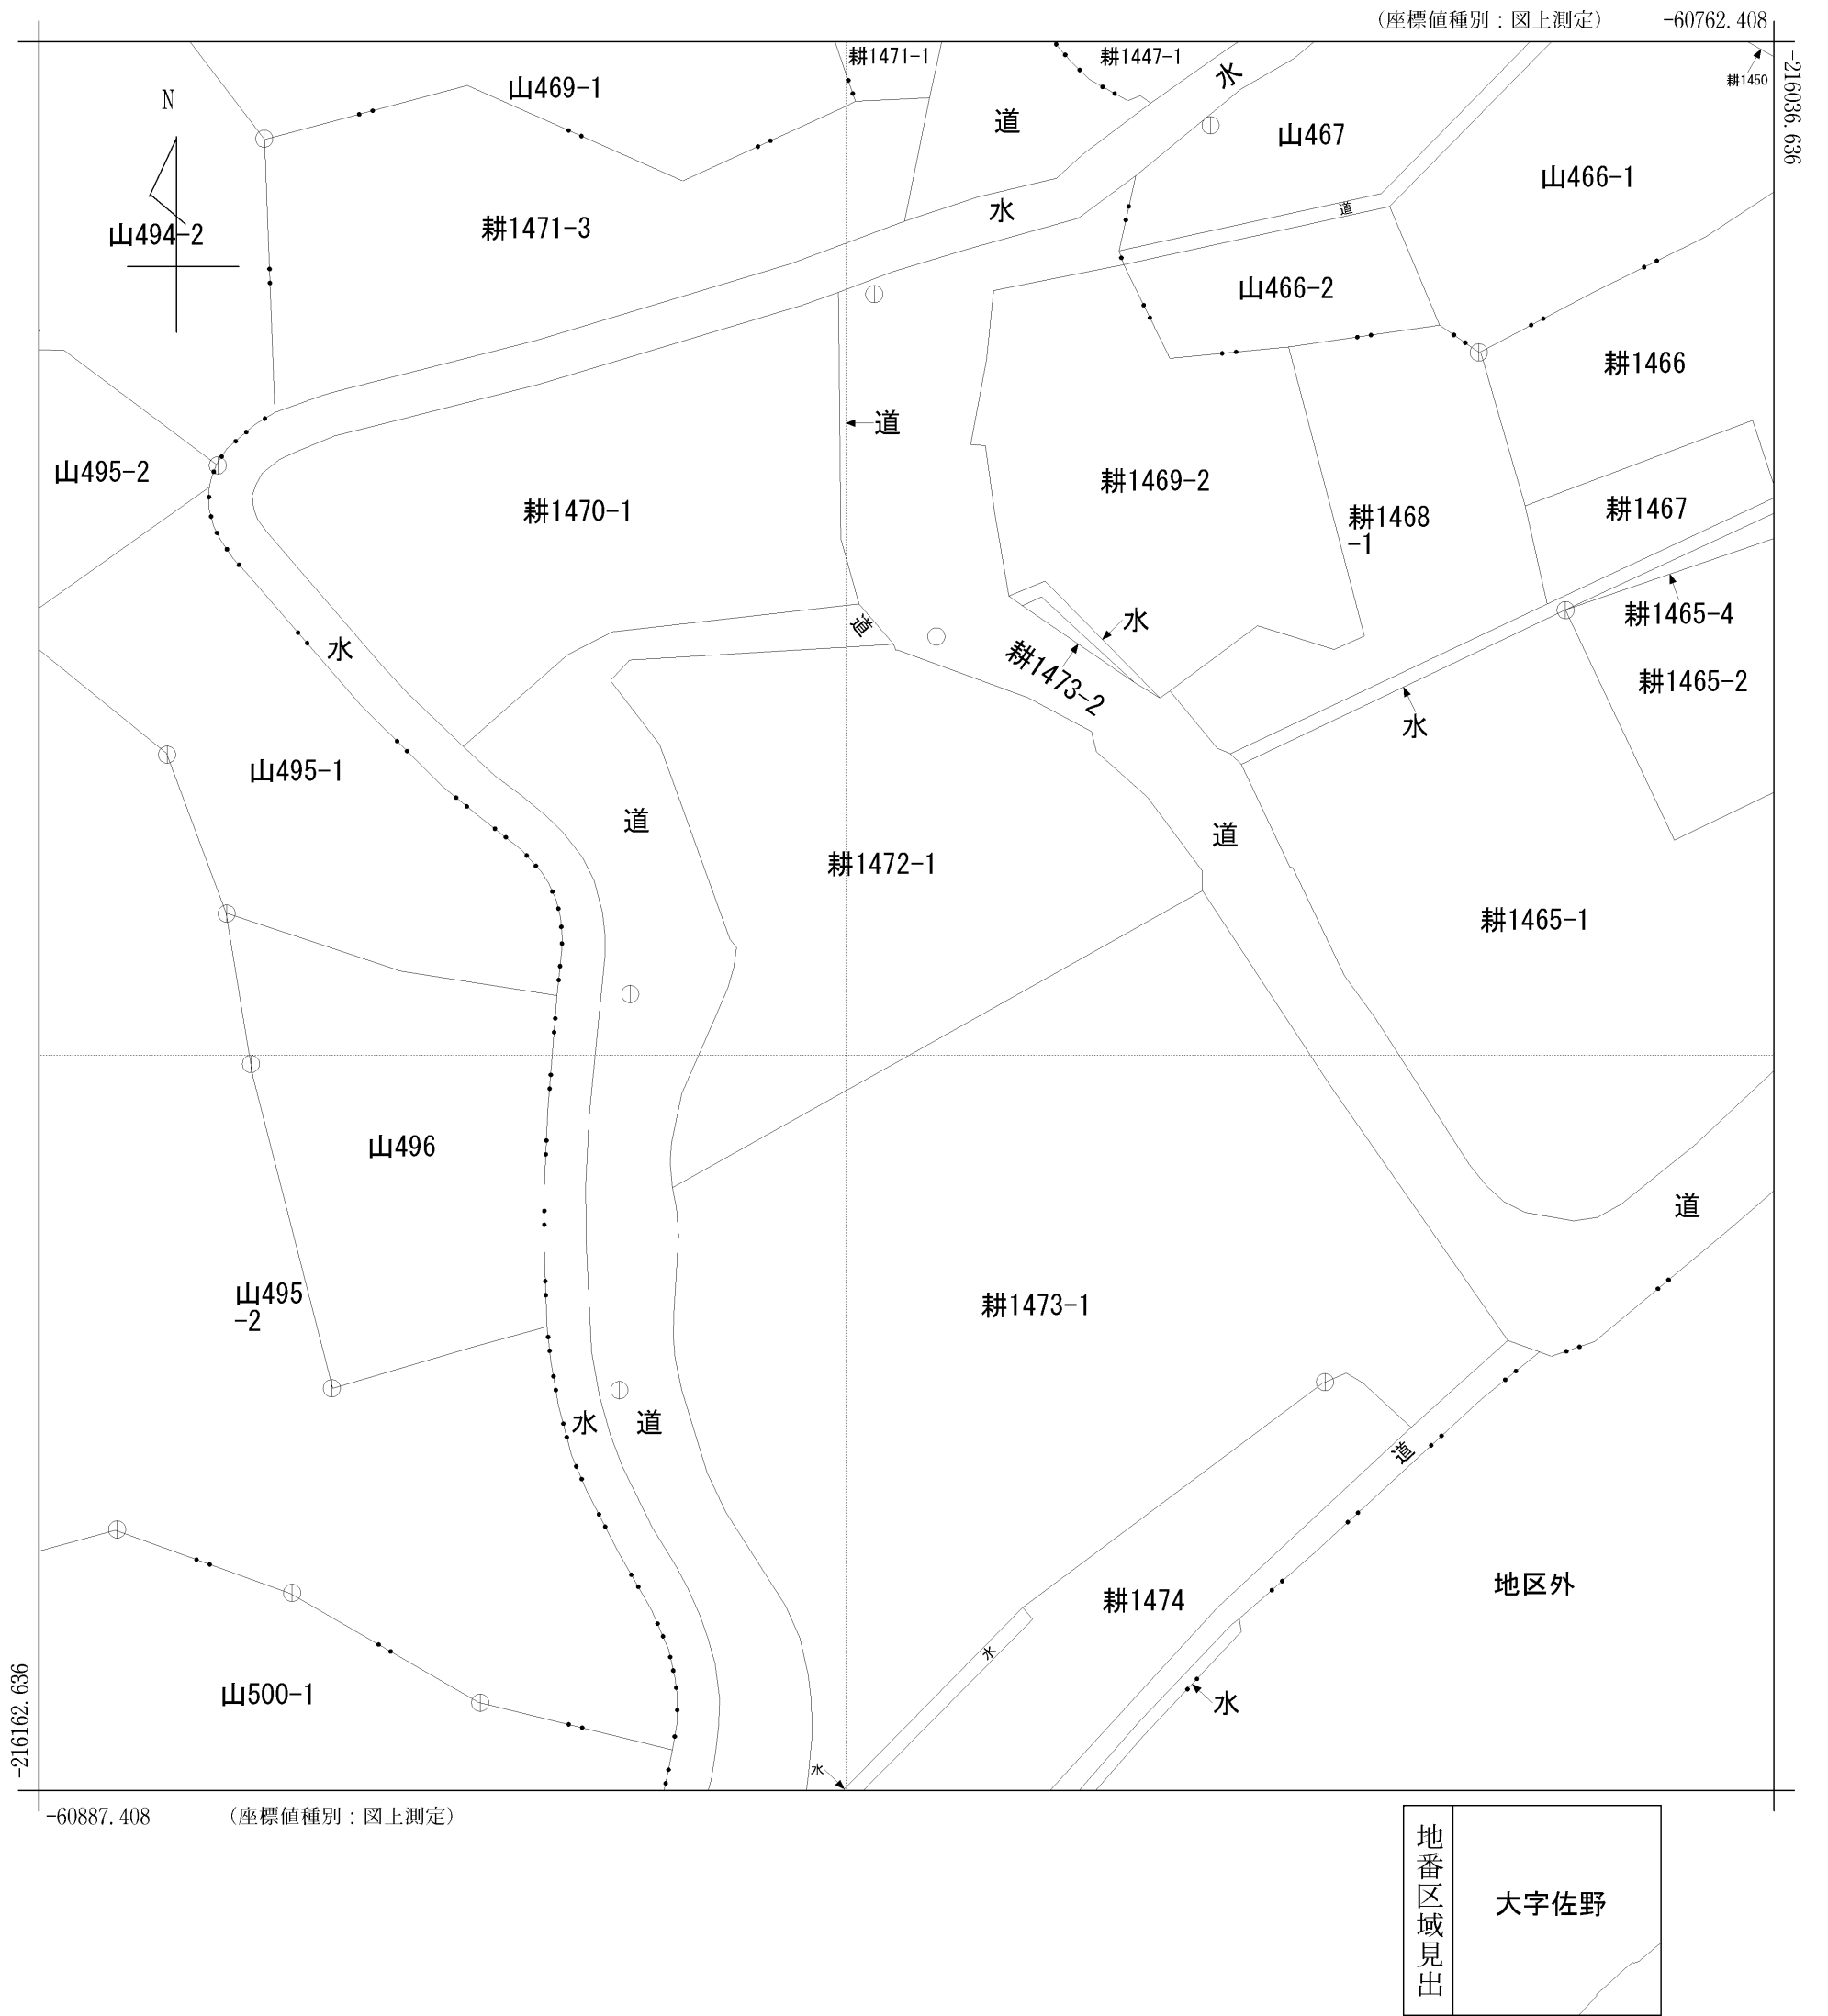 (座標値種別：図上測定) -60762.408
-216036.636
耕1471-1
耕1447-1
水
耕1450
山469-1
N
道
山467
山466-1
水
道
耕1471-3
山494-2
山466-2
耕1466
道
山495-2
耕1469-2
耕1470-1
耕1468
-1
耕1467
耕1465-4
水
道
水
耕1473-2
耕1465-2
水
山495-1
道
道
耕1472-1
耕1465-1
山496
道
山495
-2
耕1473-1
水
道
道
地区外
耕1474
水
山500-1
水
水
-216162.636
-60887.408 (座標値種別：図上測定)
地番区域見出
大字佐野